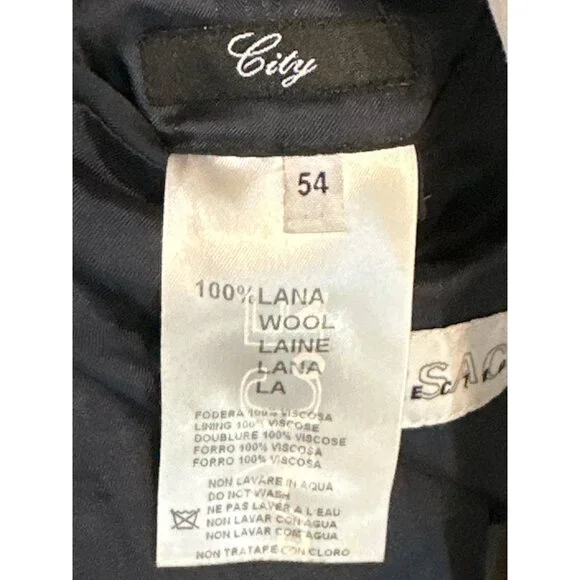 City
54
100% LANA
WOOL
LAINE
LANA
LA
FODERA 100% VISCOSA
LINING 100% VISCOSE
DOUBLURE 100% VISCOSE
FORRO 100% VISCOSA
FORRO 100% VISCOSA
NON LAVARE IN AQUA
DO NOT WASH
NE PAS LAVER A L'EAU
NON LAVAR CON AGUA
NON LAVAR CON AGUA
NON TRATAPE CON CLORO